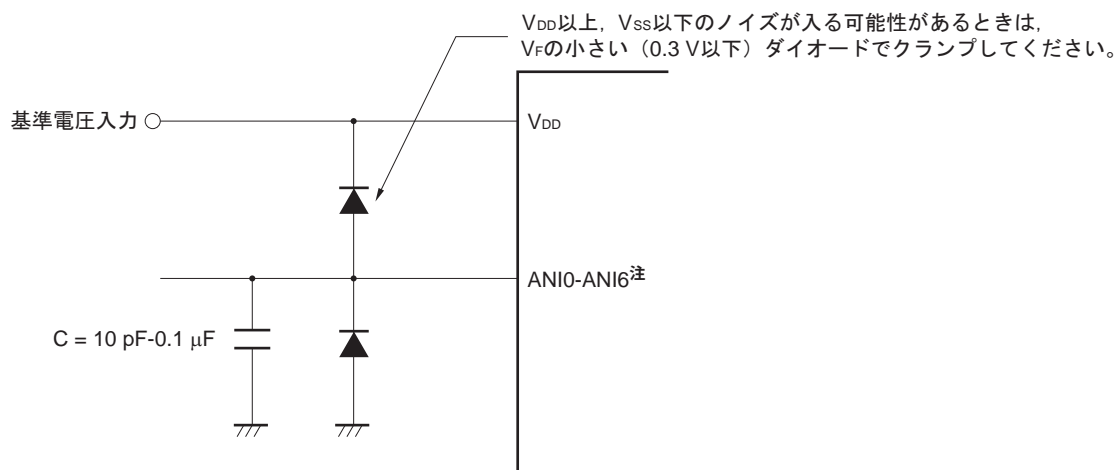 VDD以上，VSS以下のノイズが入る可能性があるときは，
VFの小さい（0.3 V以下）ダイオードでクランプしてください。
基準電圧入力
VDD
ANI0-ANI6注
C = 10 pF-0.1 μF